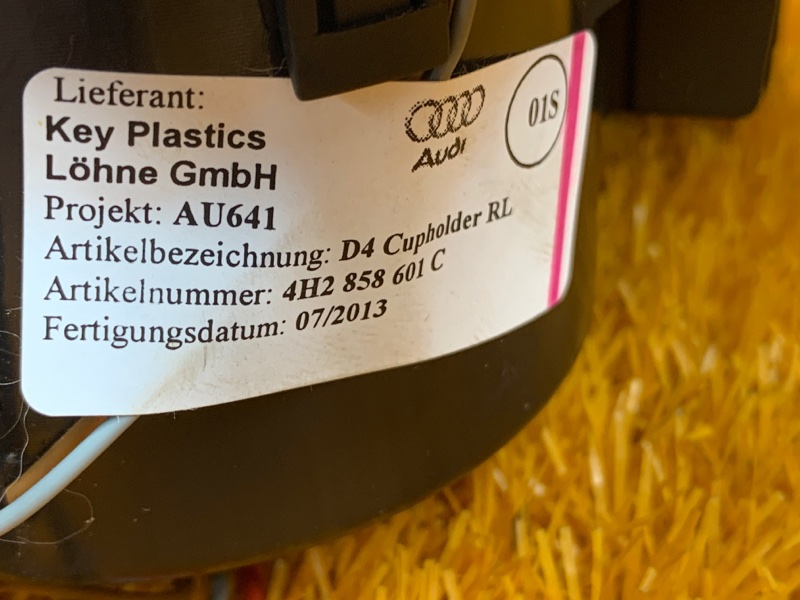 Lieferant:
Key Plastics
Löhne GmbH
Projekt: AU641
Artikelbezeichnung: D4 Cupholder RL
Artikelnummer: 4H2 858 601 C
Fertigungsdatum: 07/2013
Audi
01S